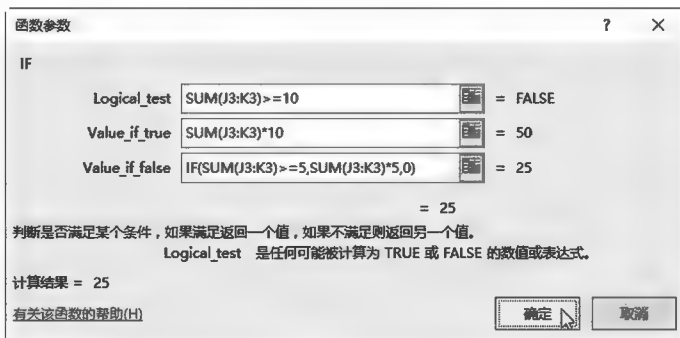 函数参数 ? ×
IF
Logical_test SUM(J3:K3)>=10 = FALSE
Value_if_true SUM(J3:K3)*10 = 50
Value_if_false IF(SUM(J3:K3)>=5,SUM(J3:K3)*5,0) = 25
= 25
判断是否满足某个条件，如果满足返回一个值，如果不满足则返回另一个值。
Logical_test 是任何可能被计算为 TRUE 或 FALSE 的数值或表达式。
计算结果 = 25
有关该函数的帮助(H) 确定 取消